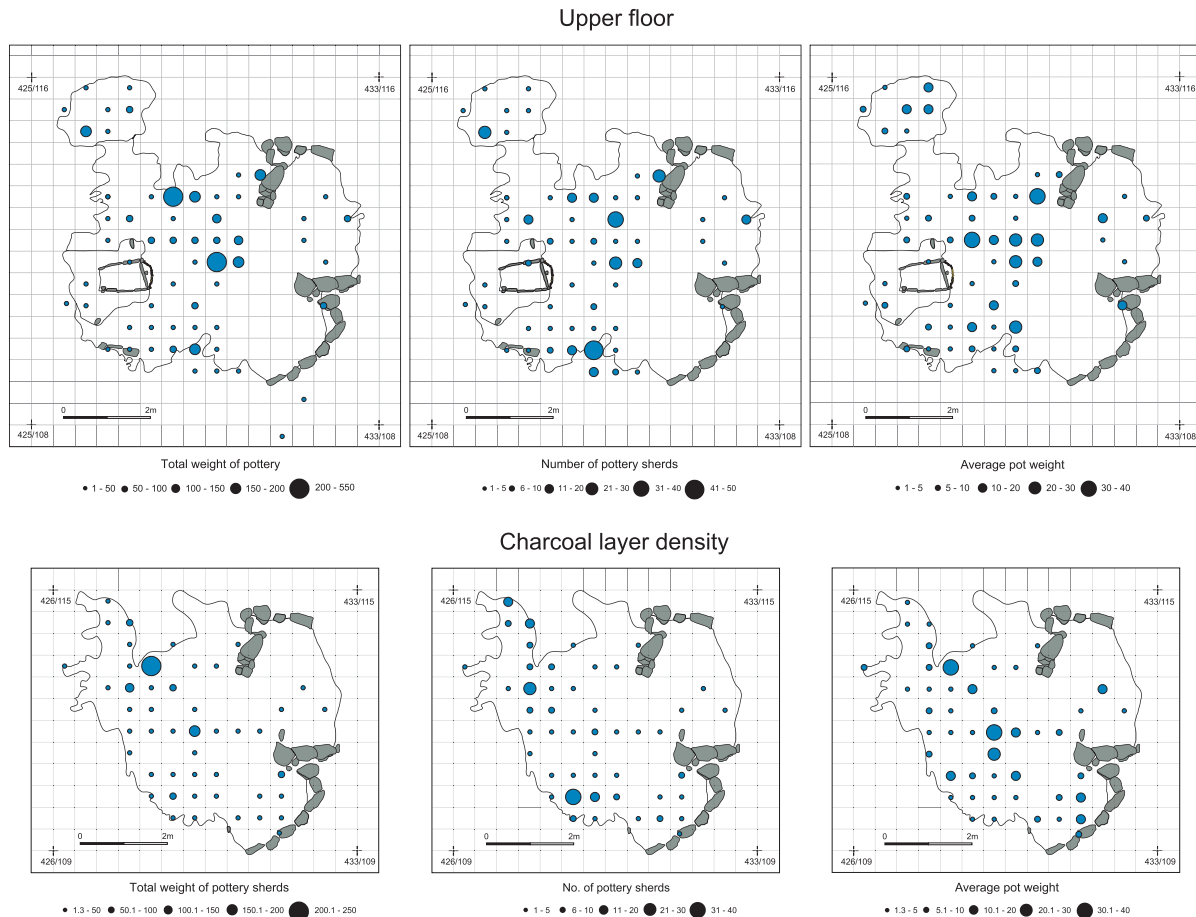 Upper floor
425/116
433/116
425/116
433/116
425/116
433/116
0 2m
0 2m
0 2m
425/108
433/108
425/108
433/108
425/108
433/108
Total weight of pottery
Number of pottery sherds
Average pot weight
1 - 50 50 - 100 100 - 150 150 - 200 200 - 550
1 - 5 6 - 10 11 - 20 21 - 30 31 - 40 41 - 50
1 - 5 5 - 10 10 - 20 20 - 30 30 - 40
Charcoal layer density
426/115
433/115
426/115
433/115
426/115
433/115
0 2m
0 2m
0 2m
426/109
433/109
426/109
433/109
426/109
433/109
Total weight of pottery sherds
No. of pottery sherds
Average pot weight
1.3 - 50 50.1 - 100 100.1 - 150 150.1 - 200 200.1 - 250
1 - 5 6 - 10 11 - 20 21 - 30 31 - 40
1.3 - 5 5.1 - 10 10.1 - 20 20.1 - 30 30.1 - 40